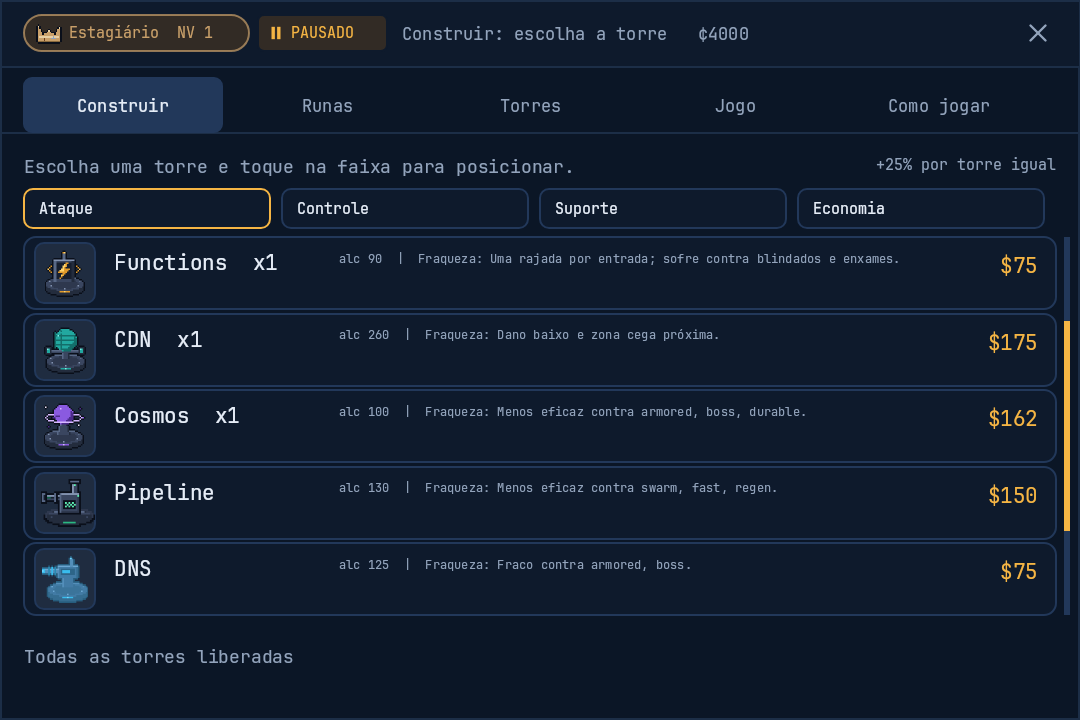 Estagiário NV 1
PAUSADO
Construir: escolha a torre ¢4000
Construir
Runas
Torres
Jogo
Como jogar
Escolha uma torre e toque na faixa para posicionar.
+25% por torre igual
Ataque
Controle
Suporte
Economia
Functions x1
alc 90 | Fraqueza: Uma rajada por entrada; sofre contra blindados e enxames.
$75
CDN x1
alc 260 | Fraqueza: Dano baixo e zona cega próxima.
$175
Cosmos x1
alc 100 | Fraqueza: Menos eficaz contra armored, boss, durable.
$162
Pipeline
alc 130 | Fraqueza: Menos eficaz contra swarm, fast, regen.
$150
DNS
alc 125 | Fraqueza: Fraco contra armored, boss.
$75
Todas as torres liberadas